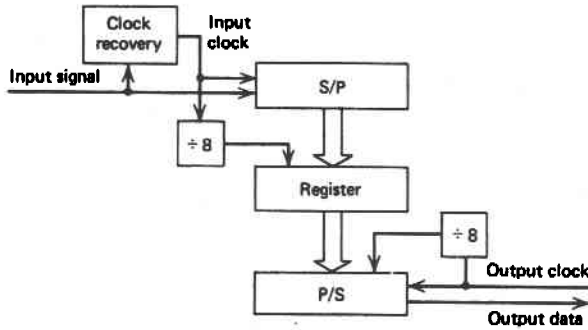 Clock
recovery
Input
clock
Input signal
S/P
÷ 8
Register
÷ 8
Output clock
P/S
Output data